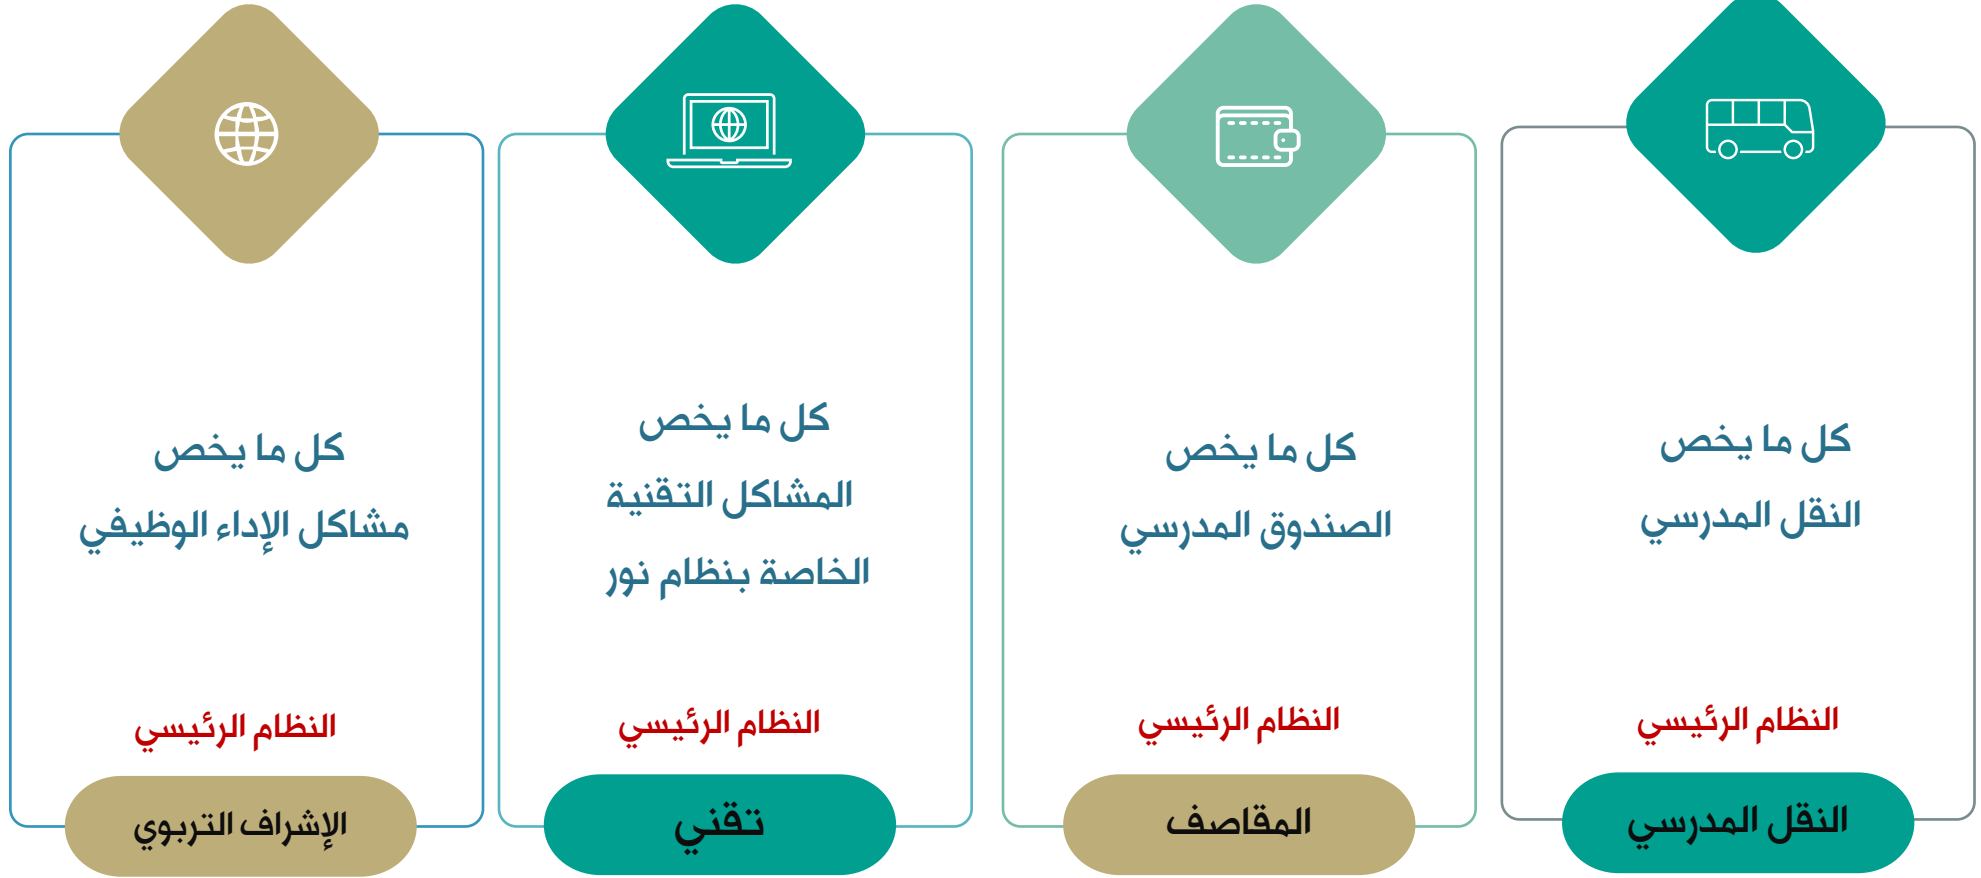 كل ما يخص
النقل المدرسي
النظام الرئيسي
النقل المدرسي
كل ما يخص
الصندوق المدرسي
النظام الرئيسي
المقاصف
كل ما يخص
المشاكل التقنية
الخاصة بنظام نور
النظام الرئيسي
تقني
كل ما يخص
مشاكل الإداء الوظيفي
النظام الرئيسي
الإشراف التربوي